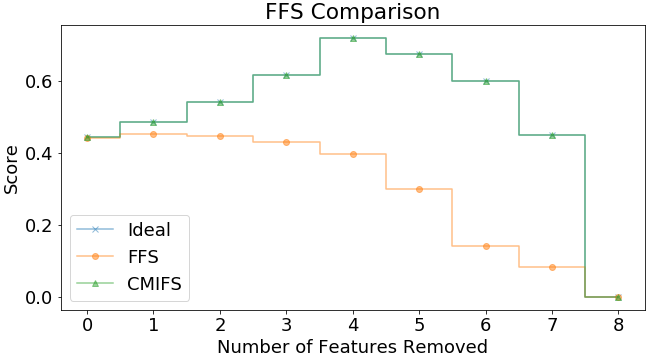 FFS Comparison
Score
0.6
0.4
0.2
0.0
Ideal
FFS
CMIFS
0 1 2 3 4 5 6 7 8
Number of Features Removed